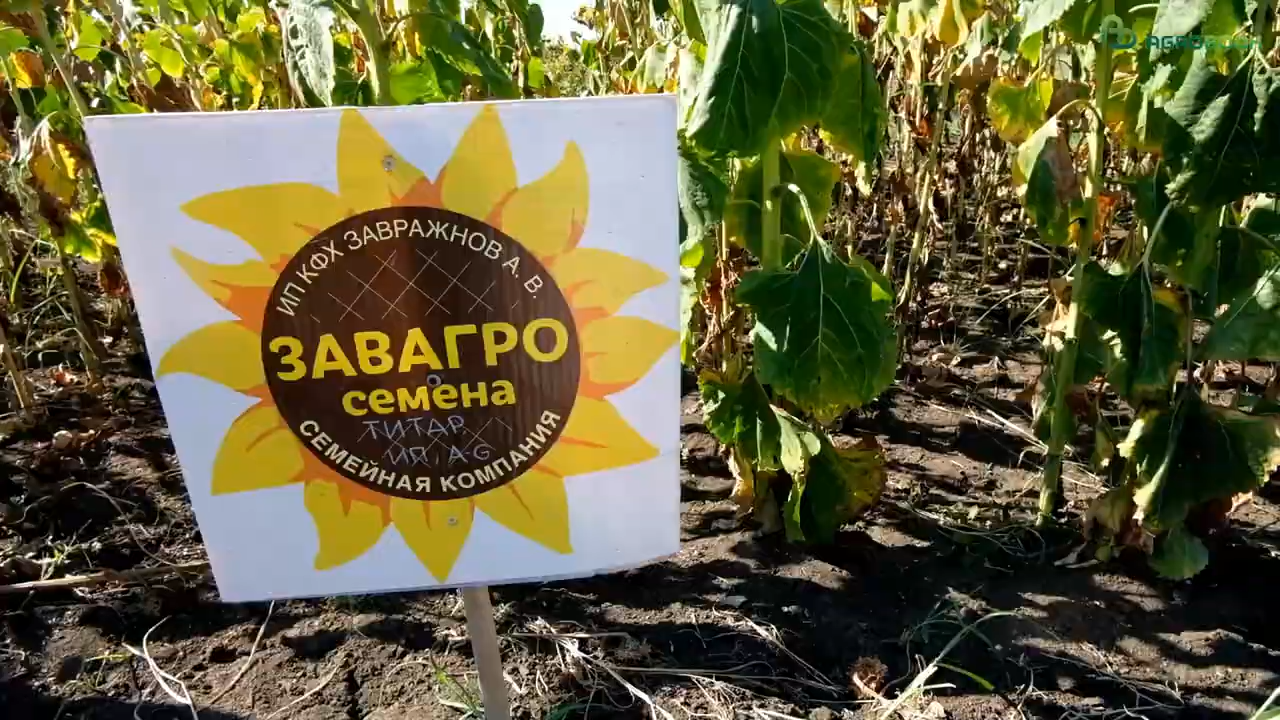 ИП КФХ ЗАВРАЖНОВ А. В.
ЗАВАГРО
семена
ТИТАР
СЕМЕЙНАЯ КОМПАНИЯ